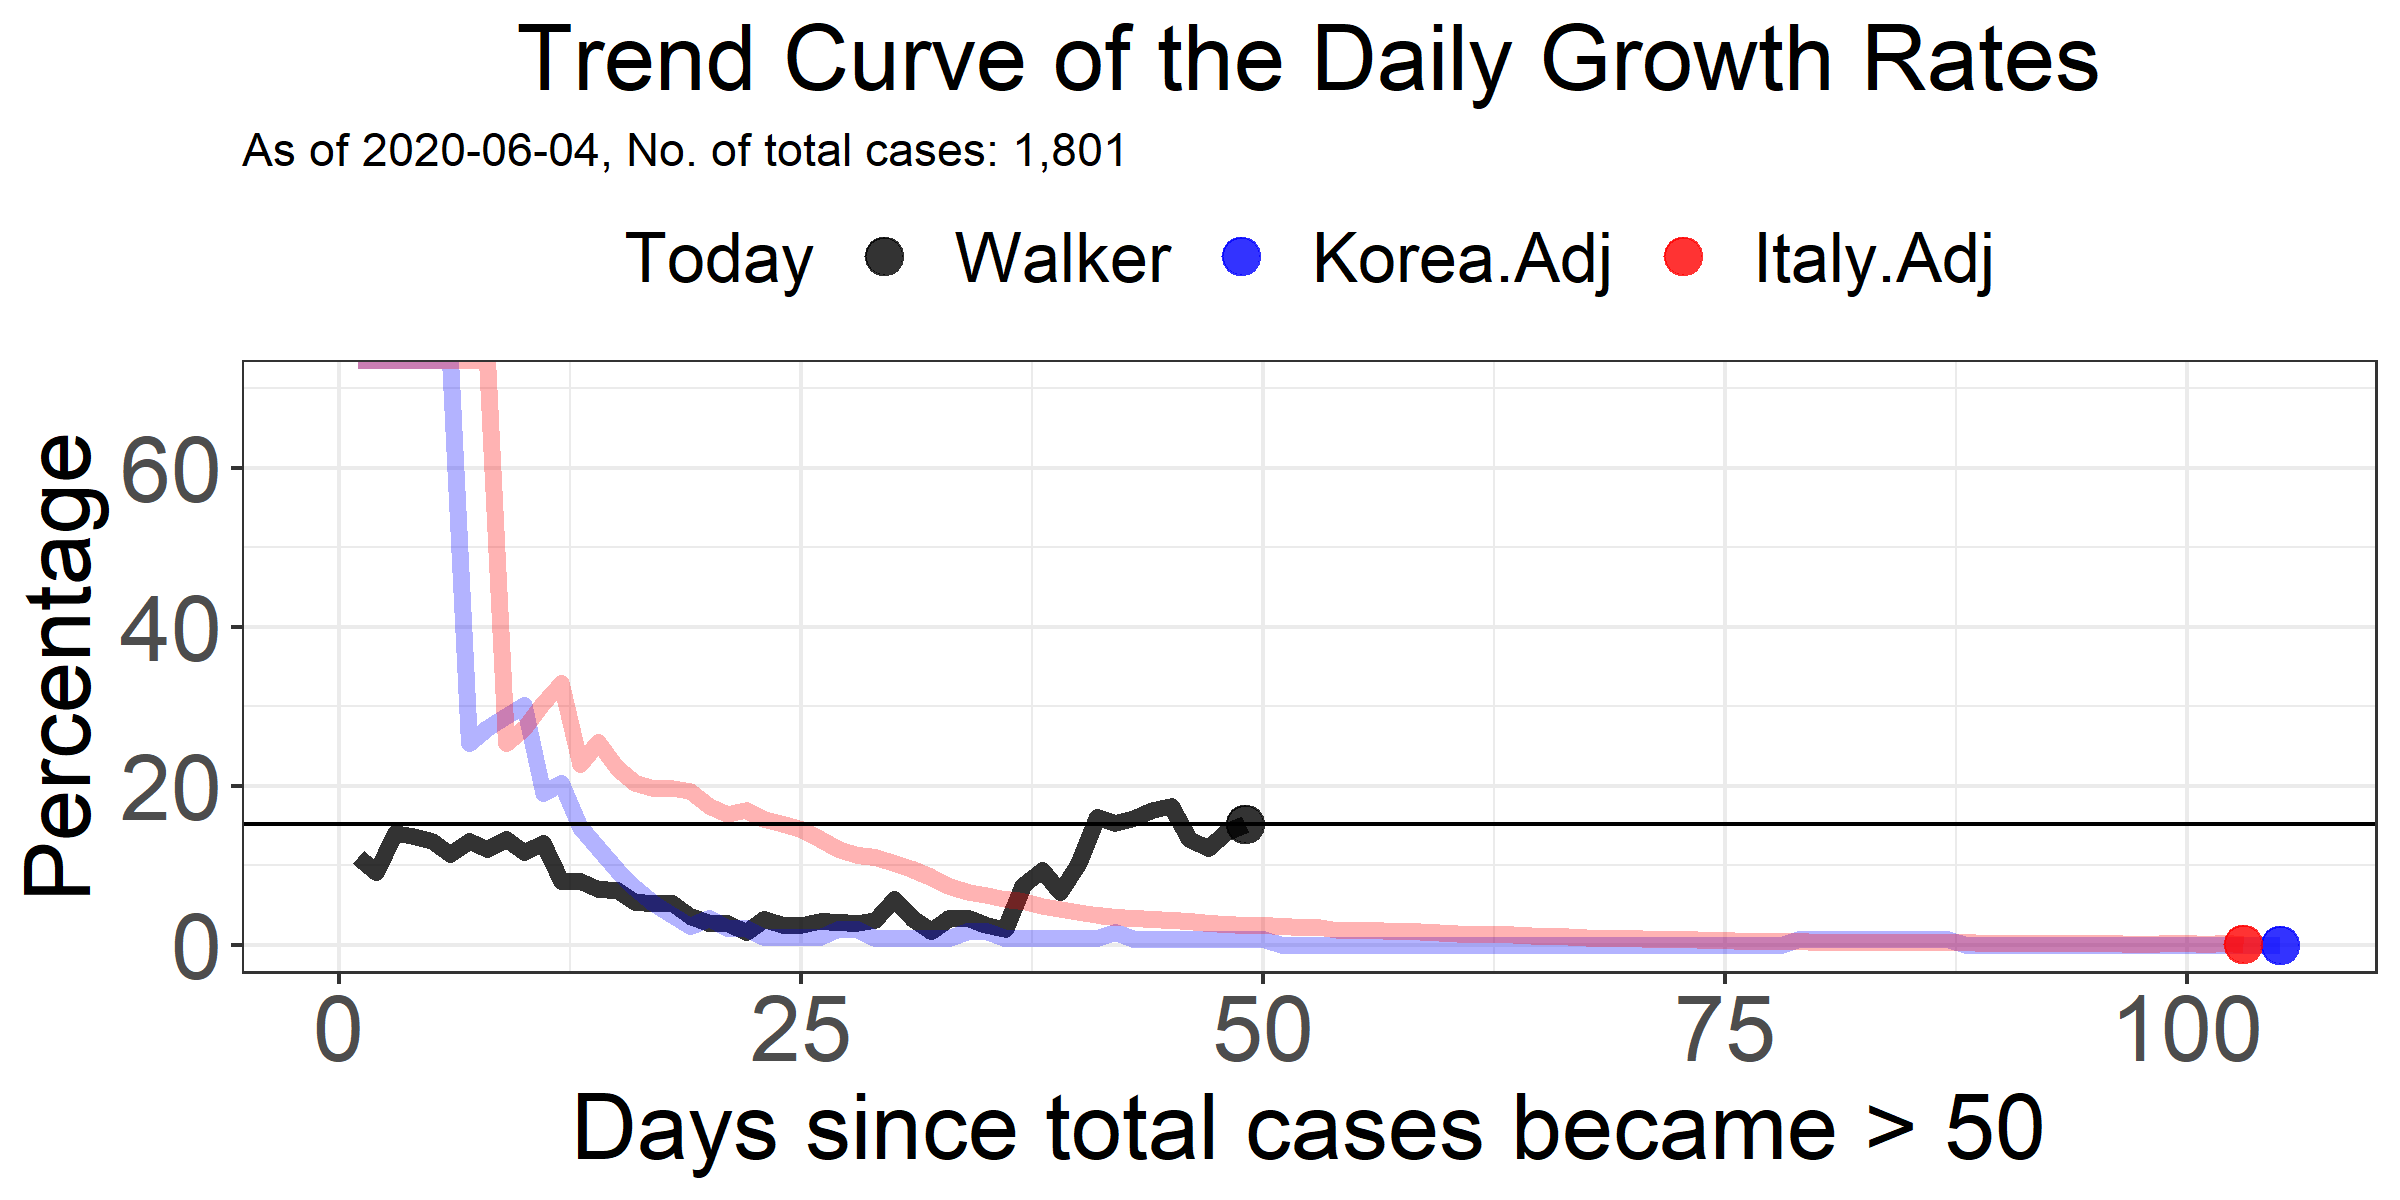 Trend Curve of the Daily Growth Rates
As of 2020-06-04, No. of total cases: 1,801
Today Walker Korea.Adj Italy.Adj
Percentage
60
40
20
0
0 25 50 75 100
Days since total cases became > 50